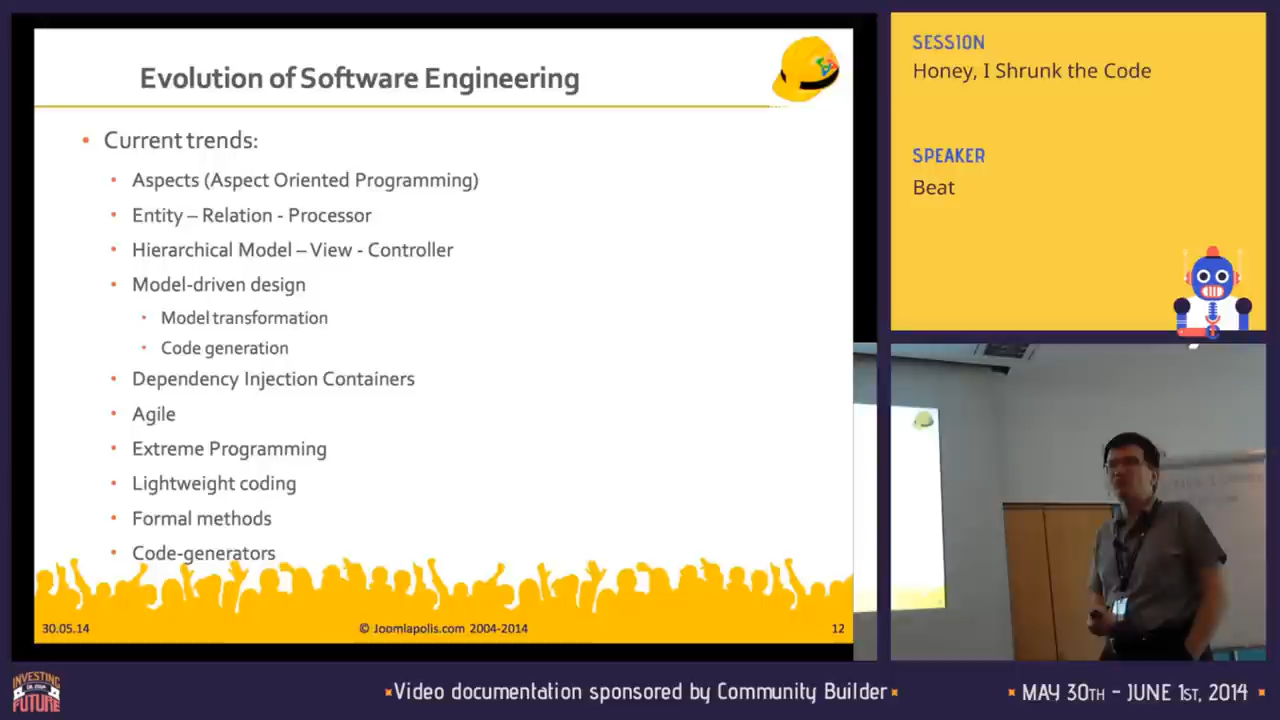 Evolution of Software Engineering
Current trends:
Aspects (Aspect Oriented Programming)
Entity – Relation - Processor
Hierarchical Model – View - Controller
Model-driven design
Model transformation
Code generation
Dependency Injection Containers
Agile
Extreme Programming
Lightweight coding
Formal methods
Code-generators
30.05.14
© Joomlapolis.com 2004-2014
12
SESSION
Honey, I Shrunk the Code
SPEAKER
Beat
INVESTING
IN OUR
FUTURE
Video documentation sponsored by Community Builder
MAY 30TH - JUNE 1ST, 2014